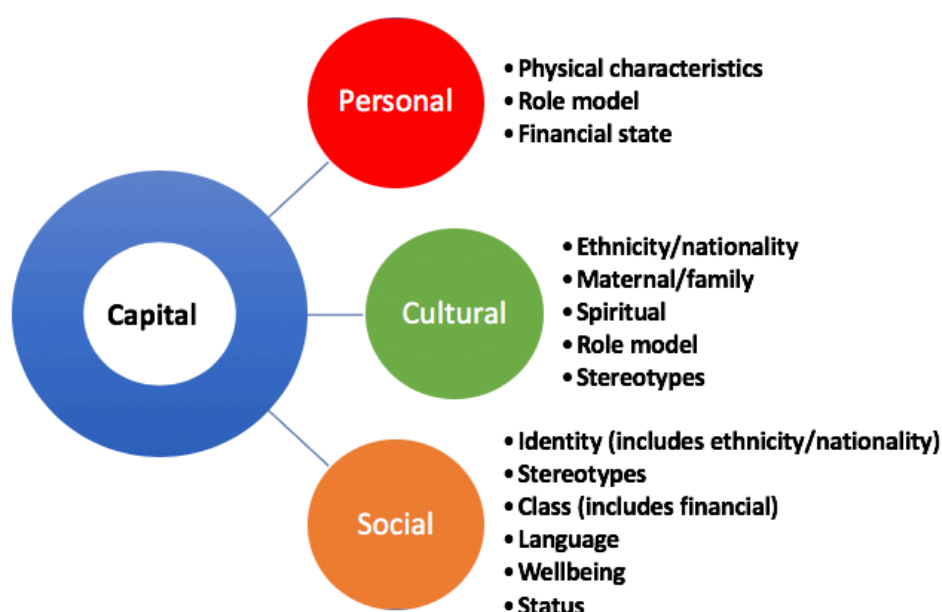 Capital
Personal
• Physical characteristics
• Role model
• Financial state
Cultural
• Ethnicity/nationality
• Maternal/family
• Spiritual
• Role model
• Stereotypes
Social
• Identity (includes ethnicity/nationality)
• Stereotypes
• Class (includes financial)
• Language
• Wellbeing
• Status